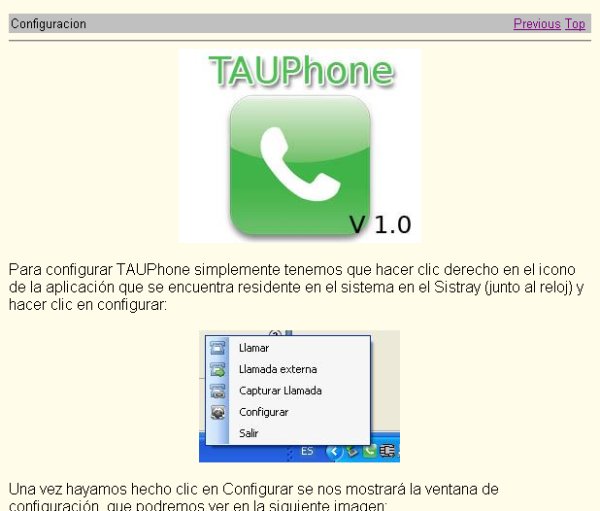 Configuracion
Previous Top
TAUPhone
V 1.0
Para configurar TAUPhone simplemente tenemos que hacer clic derecho en el icono
de la aplicación que se encuentra residente en el sistema en el Sistray (junto al reloj) y
hacer clic en configurar:
Llamar
Llamada externa
Capturar Llamada
Configurar
Salir
ES
Una vez hayamos hecho clic en Configurar se nos mostrará la ventana de
configuración, que podremos ver en la siguiente imagen: